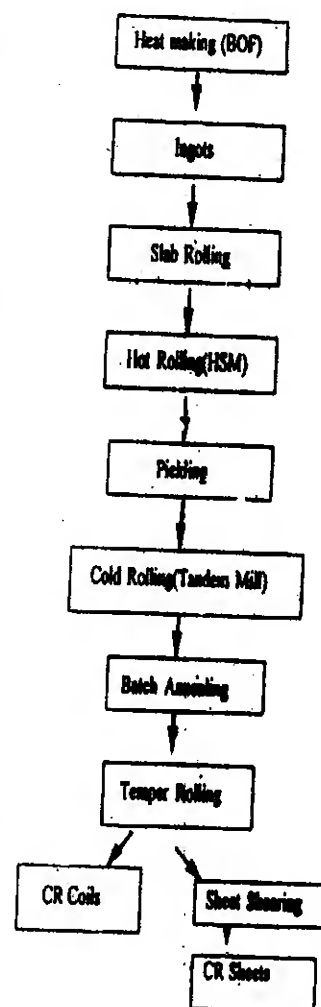 Heat making (BOF)
Ingots
Slab Rolling
Hot Rolling(HSM)
Pickling
Cold Rolling(Tandem Mill)
Batch Annealing
Temper Rolling
CR Coils
Sheet Shearing
CR Sheets